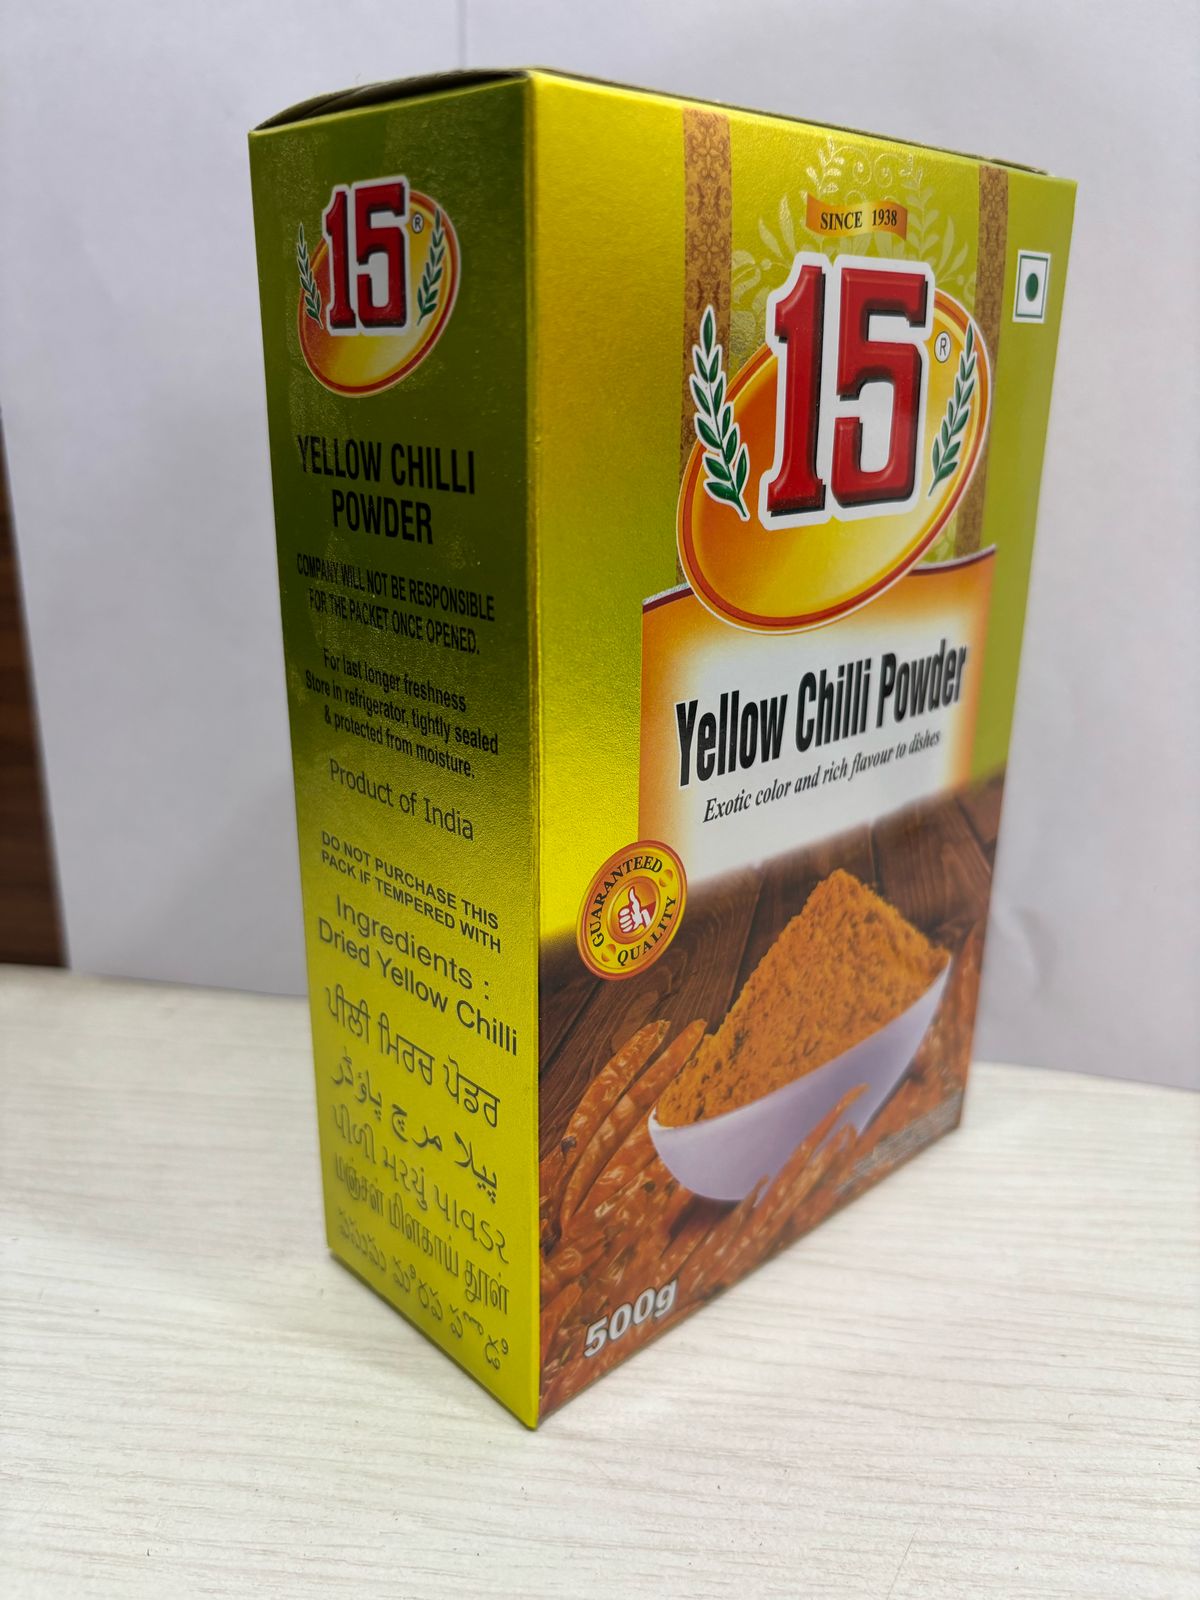 15®
YELLOW CHILLI
POWDER
COMPANY WILL NOT BE RESPONSIBLE
FOR THE PACKET ONCE OPENED.
For last longer freshness
Store in refrigerator, tightly sealed
& protected from moisture.
Product of India
DO NOT PURCHASE THIS
PACK IF TEMPERED WITH
Ingredients :
Dried Yellow Chilli
ਪੀਲੀ ਮਿਰਚ ਪੋਡਰ
پیلا مرچ پاؤڈر
પીળી મરચું પાવડર
மஞ்சள் மிளகாய் தூள்
SINCE 1938
15®
Yellow Chilli Powder
Exotic color and rich flavour to dishes
GUARANTEED
QUALITY
500g